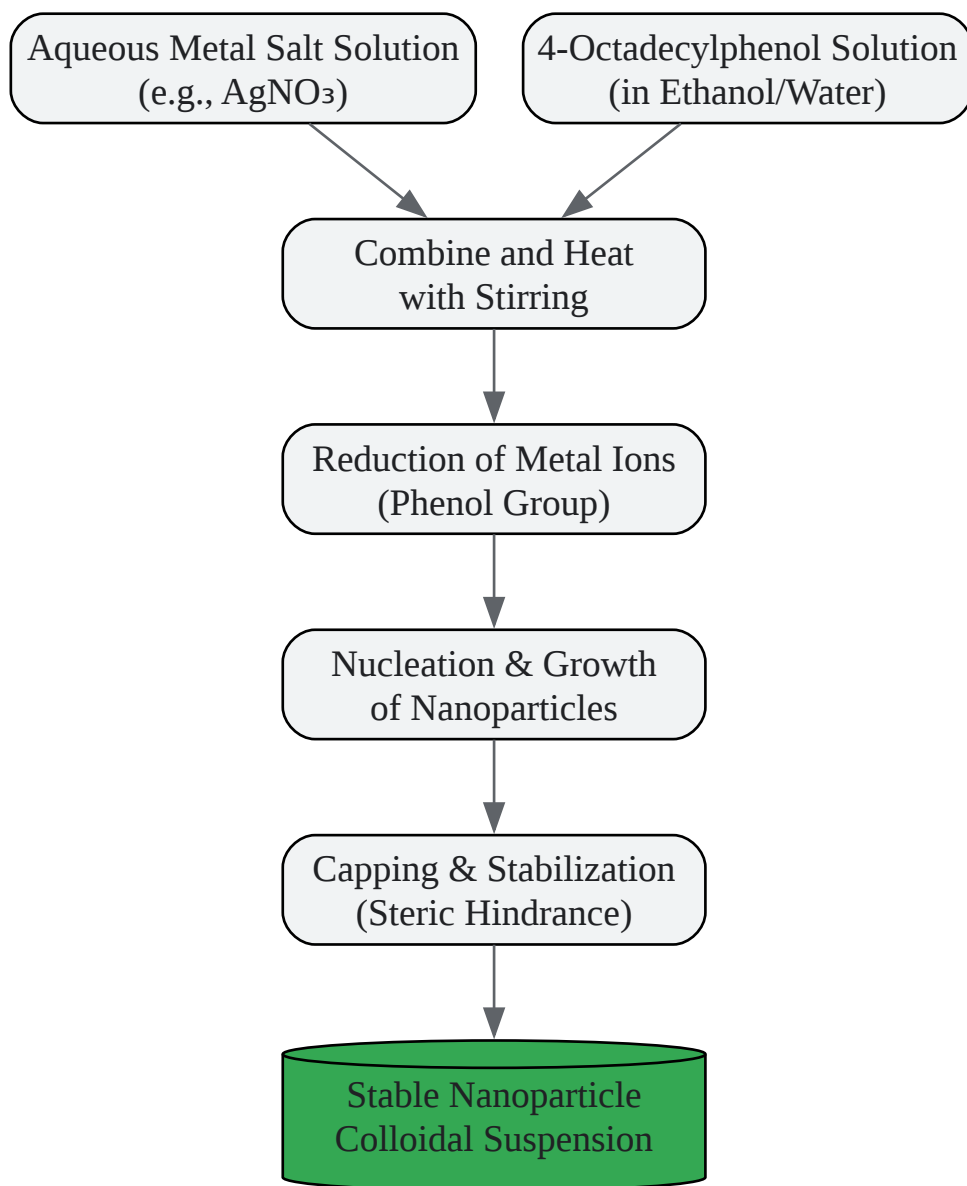 Aqueous Metal Salt Solution
(e.g., AgNO₃)
4-Octadecylphenol Solution
(in Ethanol/Water)
Combine and Heat
with Stirring
Reduction of Metal Ions
(Phenol Group)
Nucleation & Growth
of Nanoparticles
Capping & Stabilization
(Steric Hindrance)
Stable Nanoparticle
Colloidal Suspension